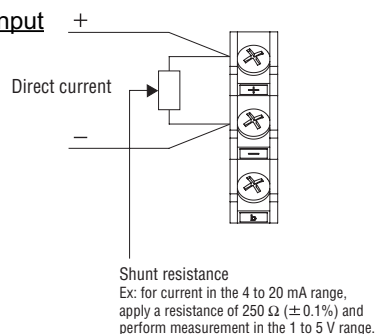 nput
+
Direct current
+
−
−
b
Shunt resistance
Ex: for current in the 4 to 20 mA range,
apply a resistance of 250 Ω (±0.1%) and
perform measurement in the 1 to 5 V range.